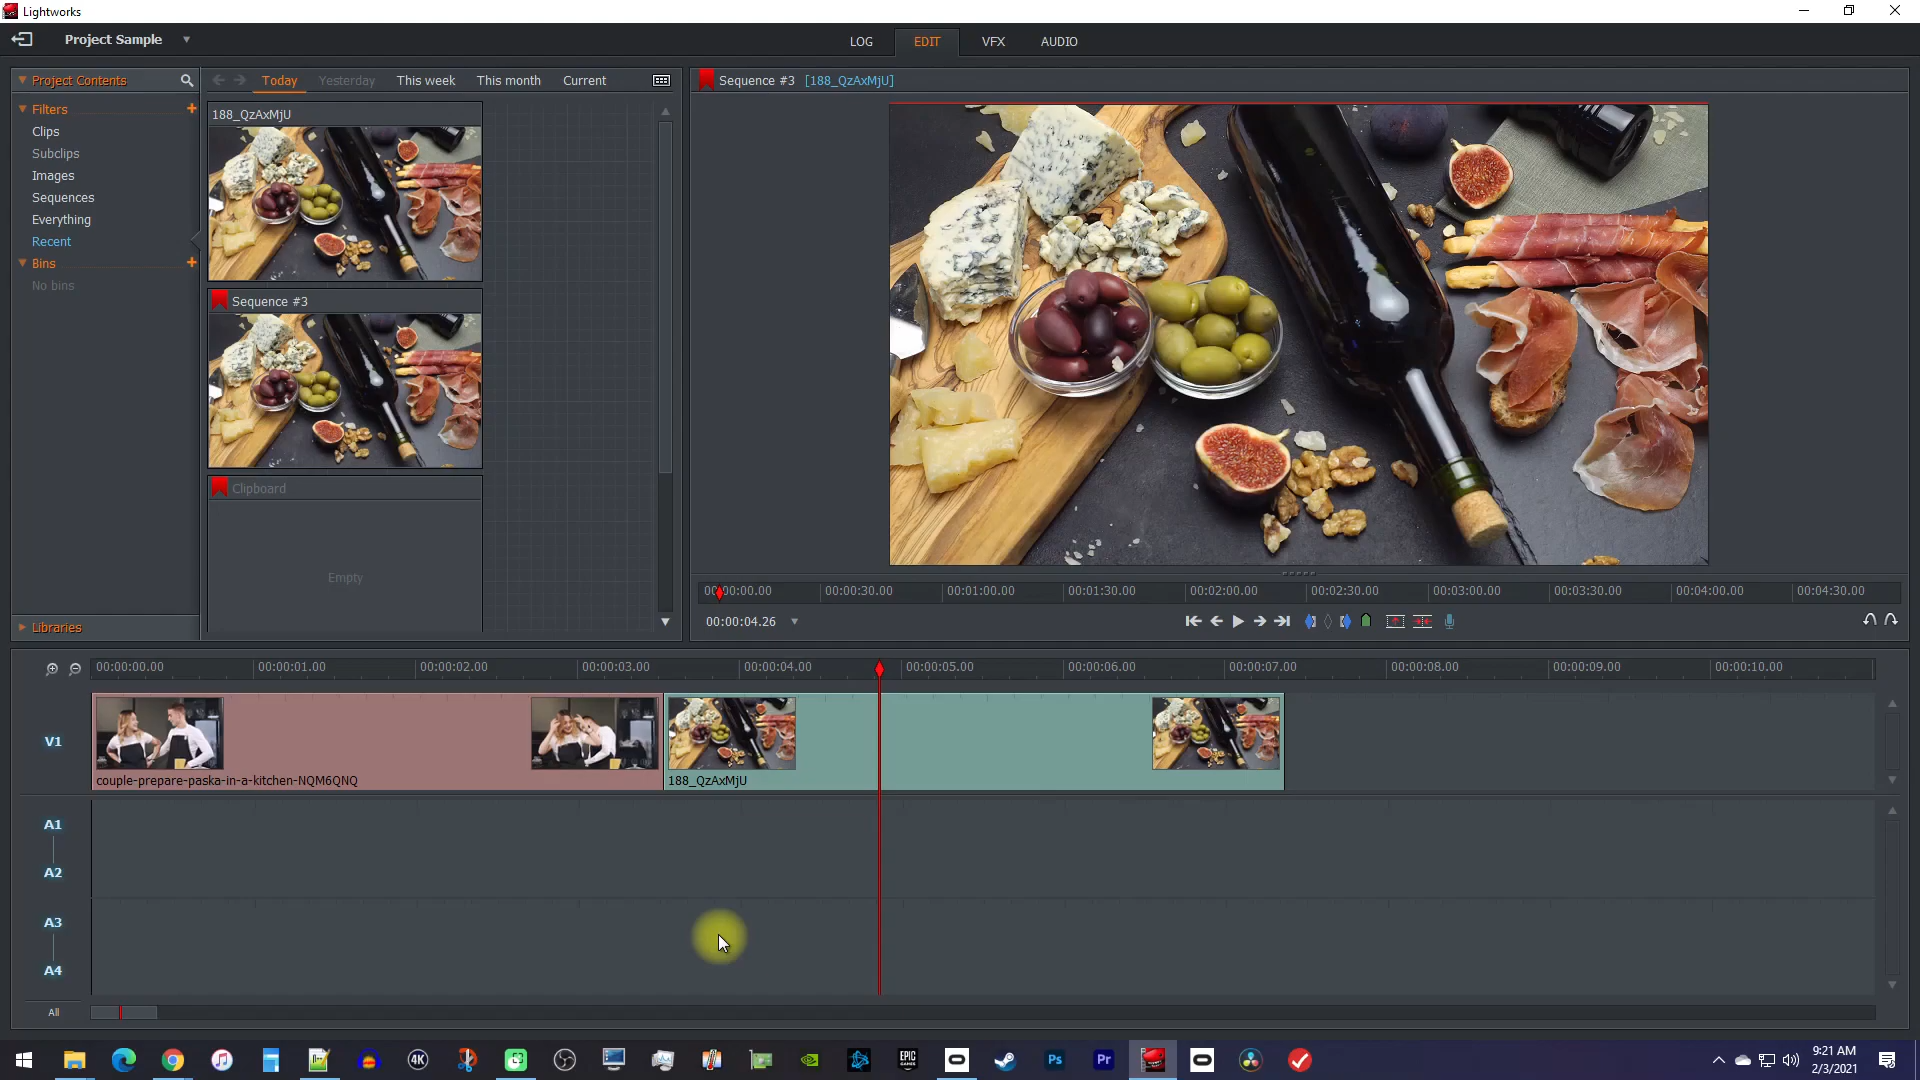 Lightworks
Project Sample
LOG
EDIT
VFX
AUDIO
Project Contents
Today
Yesterday
This week
This month
Current
Sequence #3 [188_QzAxMjU]
Filters
Clips
Subclips
Images
Sequences
Everything
Recent
Bins
No bins
Libraries
188_QzAxMjU
Sequence #3
Clipboard
Empty
00:00:00.00
00:00:30.00
00:01:00.00
00:01:30.00
00:02:00.00
00:02:30.00
00:03:00.00
00:03:30.00
00:04:00.00
00:04:30.00
00:00:04.26
00:00:00.00
00:00:01.00
00:00:02.00
00:00:03.00
00:00:04.00
00:00:05.00
00:00:06.00
00:00:07.00
00:00:08.00
00:00:09.00
00:00:10.00
V1
couple-prepare-paska-in-a-kitchen-NQM6QNQ
188_QzAxMjU
A1
A2
A3
A4
All
4K
EPIC
GAMES
Ps
Pr
9:21 AM
2/3/2021